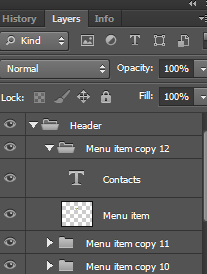 History Layers Info
Kind
Normal Opacity: 100%
Lock: Fill: 100%
Header
Menu item copy 12
T Contacts
Menu item
Menu item copy 11
Menu item copy 10